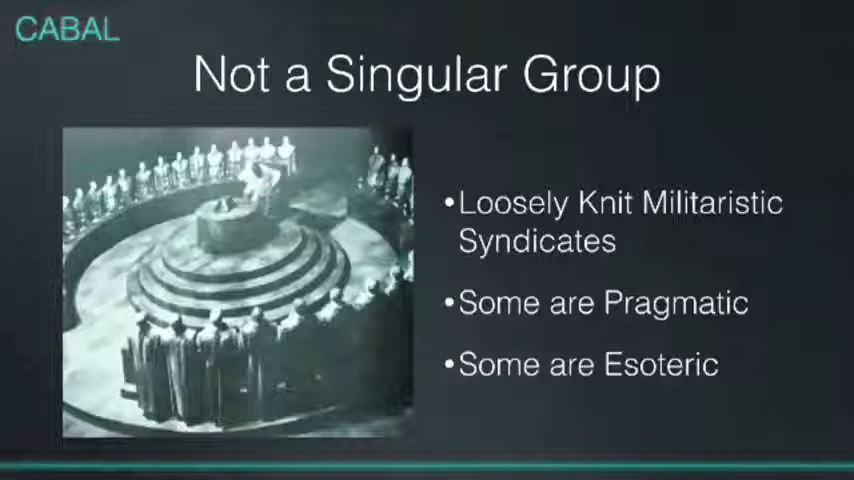 CABAL
Not a Singular Group
•Loosely Knit Militaristic
Syndicates
•Some are Pragmatic
•Some are Esoteric